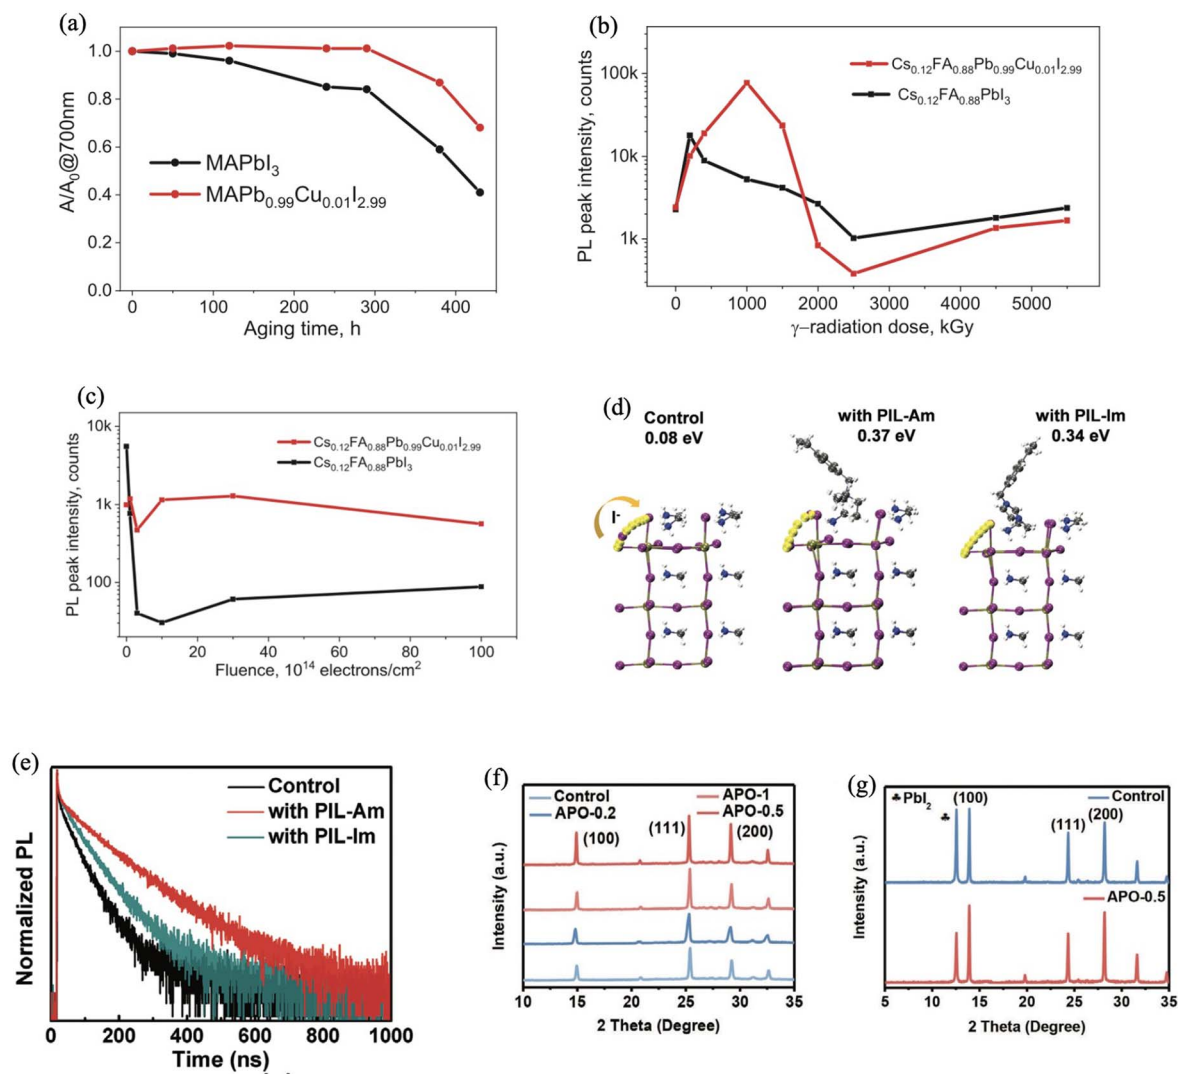 (a)
1.0
0.8
0.6
0.4
0.2
0.0
A/A₀@700nm
MAPbI₃
MAPb₀.₉₉Cu₀.₀₁I₂.₉₉
0 100 200 300 400
Aging time, h
(b)
100k
10k
1k
PL peak intensity, counts
Cs₀.₁₂FA₀.₈₈Pb₀.₉₉Cu₀.₀₁I₂.₉₉
Cs₀.₁₂FA₀.₈₈PbI₃
0 1000 2000 3000 4000 5000
γ–radiation dose, kGy
(c)
10k
1k
100
PL peak intensity, counts
Cs₀.₁₂FA₀.₈₈Pb₀.₉₉Cu₀.₀₁I₂.₉₉
Cs₀.₁₂FA₀.₈₈PbI₃
0 20 40 60 80 100
Fluence, 10¹⁴ electrons/cm²
(d)
Control
0.08 eV
with PIL-Am
0.37 eV
with PIL-Im
0.34 eV
I⁻
(e)
Normalized PL
Control
with PIL-Am
with PIL-Im
0 200 400 600 800 1000
Time (ns)
(f)
Intensity (a.u.)
Control
APO-0.2
APO-1
APO-0.5
(100)
(111)
(200)
10 15 20 25 30 35
2 Theta (Degree)
(g)
Intensity (a.u.)
♣PbI₂
(100)
♣
Control
(111)
(200)
APO-0.5
5 10 15 20 25 30 35
2 Theta (Degree)